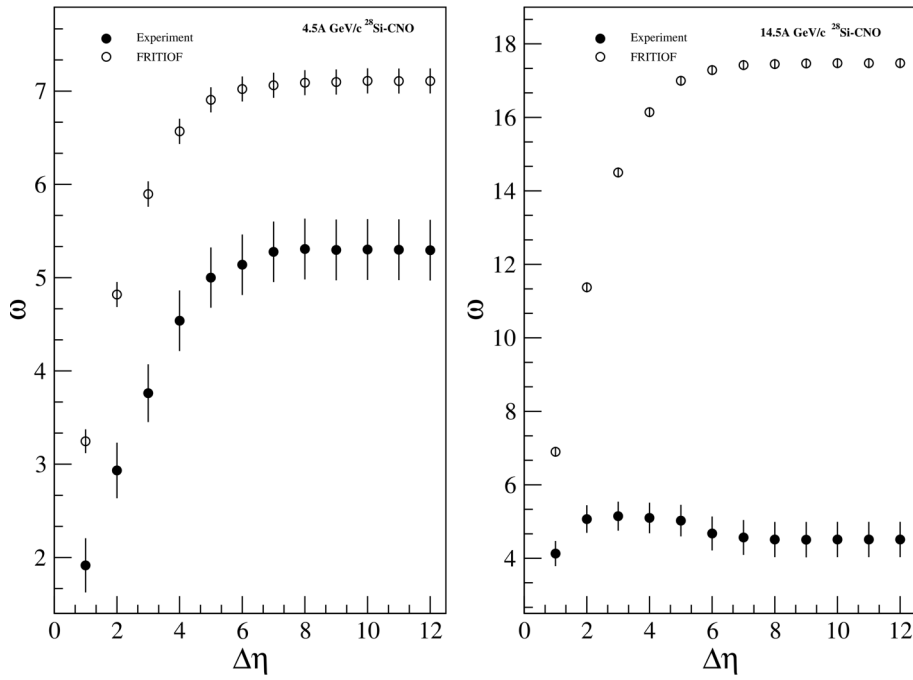 4.5A GeV/c ²⁸Si-CNO
Experiment
FRITIOF
7
6
5
4
3
2
ω
0
2
4
6
8
10
12
Δη
14.5A GeV/c ²⁸Si-CNO
Experiment
FRITIOF
18
16
14
12
10
8
6
4
ω
0
2
4
6
8
10
12
Δη